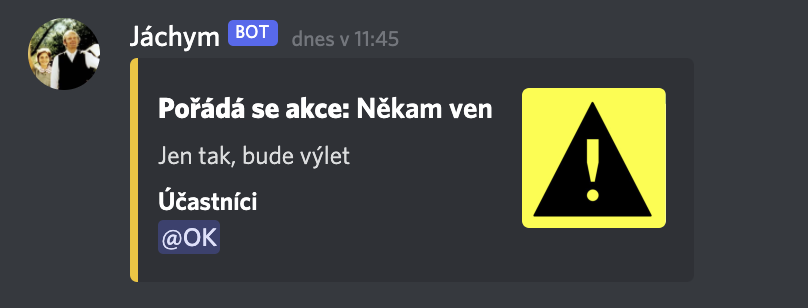 Jáchym BOT dnes v 11:45
Pořádá se akce: Někam ven
Jen tak, bude výlet
Účastníci
@OK